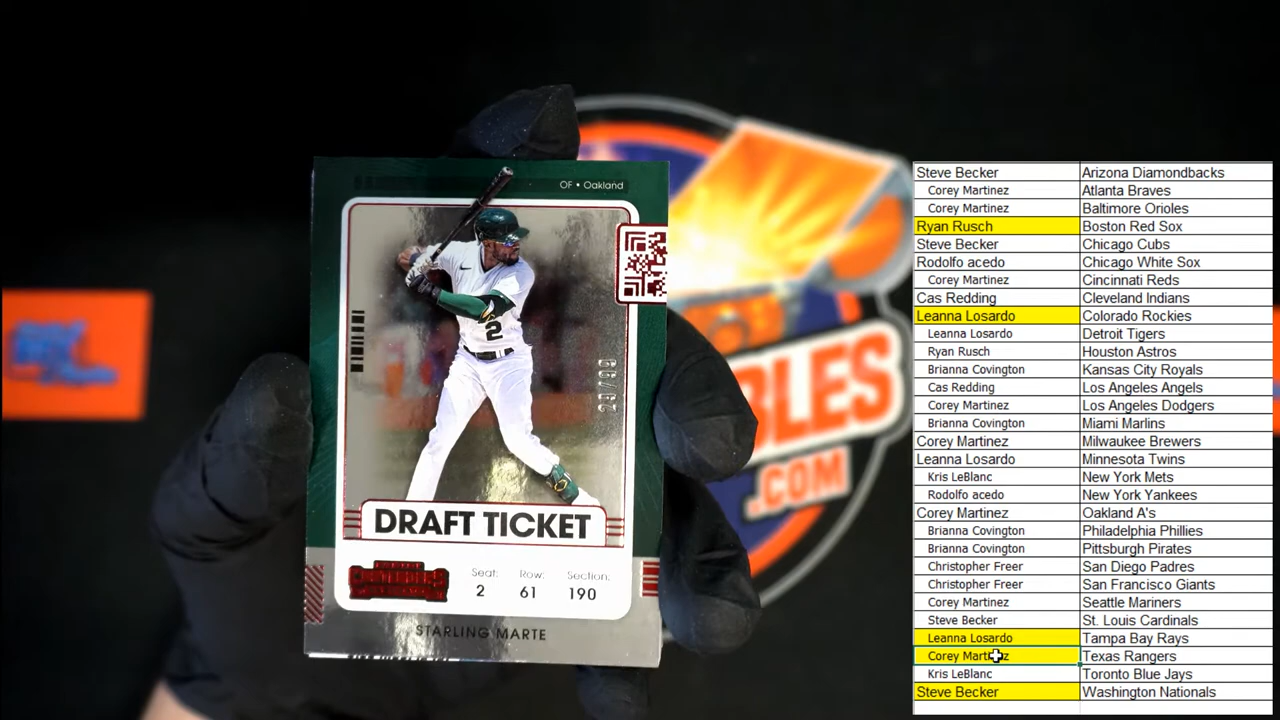 OF • Oakland
2
29/99
DRAFT TICKET
CONTENDERS
Seat: Row: Section:
2 61 190
STARLING MARTE
BLES
.COM
Steve Becker Arizona Diamondbacks
Corey Martinez Atlanta Braves
Corey Martinez Baltimore Orioles
Ryan Rusch Boston Red Sox
Steve Becker Chicago Cubs
Rodolfo acedo Chicago White Sox
Corey Martinez Cincinnati Reds
Cas Redding Cleveland Indians
Leanna Losardo Colorado Rockies
Leanna Losardo Detroit Tigers
Ryan Rusch Houston Astros
Brianna Covington Kansas City Royals
Cas Redding Los Angeles Angels
Corey Martinez Los Angeles Dodgers
Brianna Covington Miami Marlins
Corey Martinez Milwaukee Brewers
Leanna Losardo Minnesota Twins
Kris LeBlanc New York Mets
Rodolfo acedo New York Yankees
Corey Martinez Oakland A's
Brianna Covington Philadelphia Phillies
Brianna Covington Pittsburgh Pirates
Christopher Freer San Diego Padres
Christopher Freer San Francisco Giants
Corey Martinez Seattle Mariners
Steve Becker St. Louis Cardinals
Leanna Losardo Tampa Bay Rays
Corey Martinez Texas Rangers
Kris LeBlanc Toronto Blue Jays
Steve Becker Washington Nationals